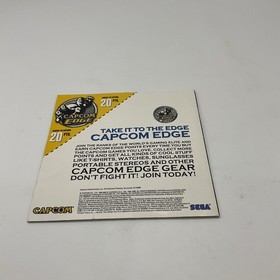 20
PTS.
CAPCOM
EDGE
20
PTS.
TAKE IT TO THE EDGE
CAPCOM EDGE
JOIN THE RANKS OF THE WORLD'S GAMING ELITE AND
EARN CAPCOM EDGE POINTS EVERY TIME YOU BUY
THE CAPCOM GAMES YOU LOVE. COLLECT MORE
POINTS AND GET ALL KINDS OF COOL STUFF
LIKE T-SHIRTS, WATCHES, SUNGLASSES
PORTABLE STEREOS AND OTHER
CAPCOM EDGE GEAR
DON'T FIGHT IT! JOIN TODAY!
CAPCOM
SEGA